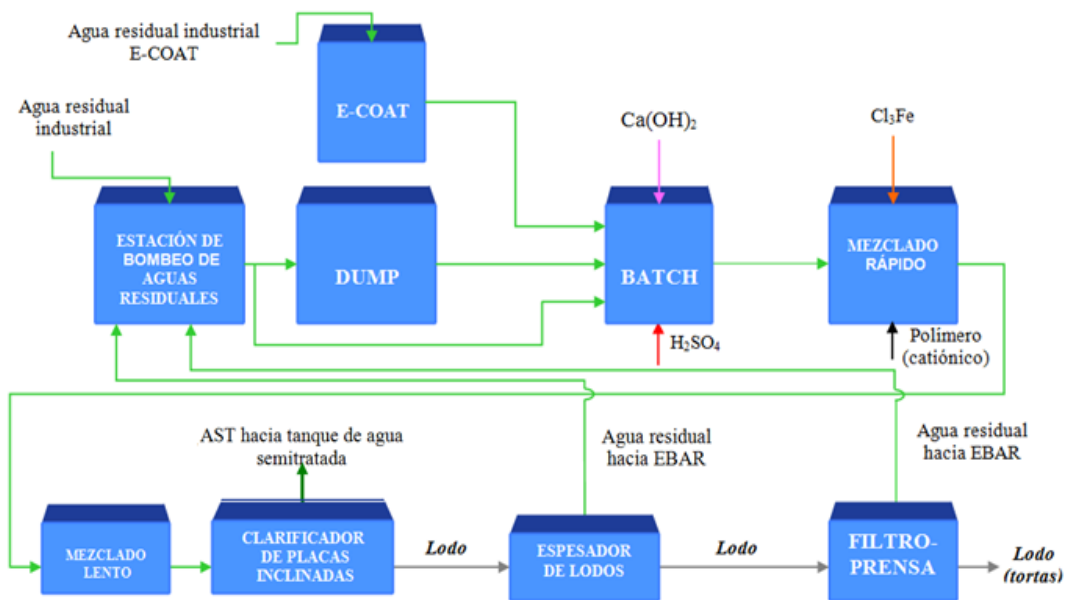 Agua residual industrial
E-COAT
Agua residual
industrial
E-COAT
Ca(OH)2
Cl3Fe
ESTACIÓN DE
BOMBEO DE
AGUAS
RESIDUALES
DUMP
BATCH
MEZCLADO
RÁPIDO
H2SO4
Polímero
(catiónico)
AST hacia tanque de agua
semitratada
Agua residual
hacia EBAR
Agua residual
hacia EBAR
MEZCLADO
LENTO
CLARIFICADOR
DE PLACAS
INCLINADAS
Lodo
ESPESADOR
DE LODOS
Lodo
FILTRO-
PRENSA
Lodo
(tortas)